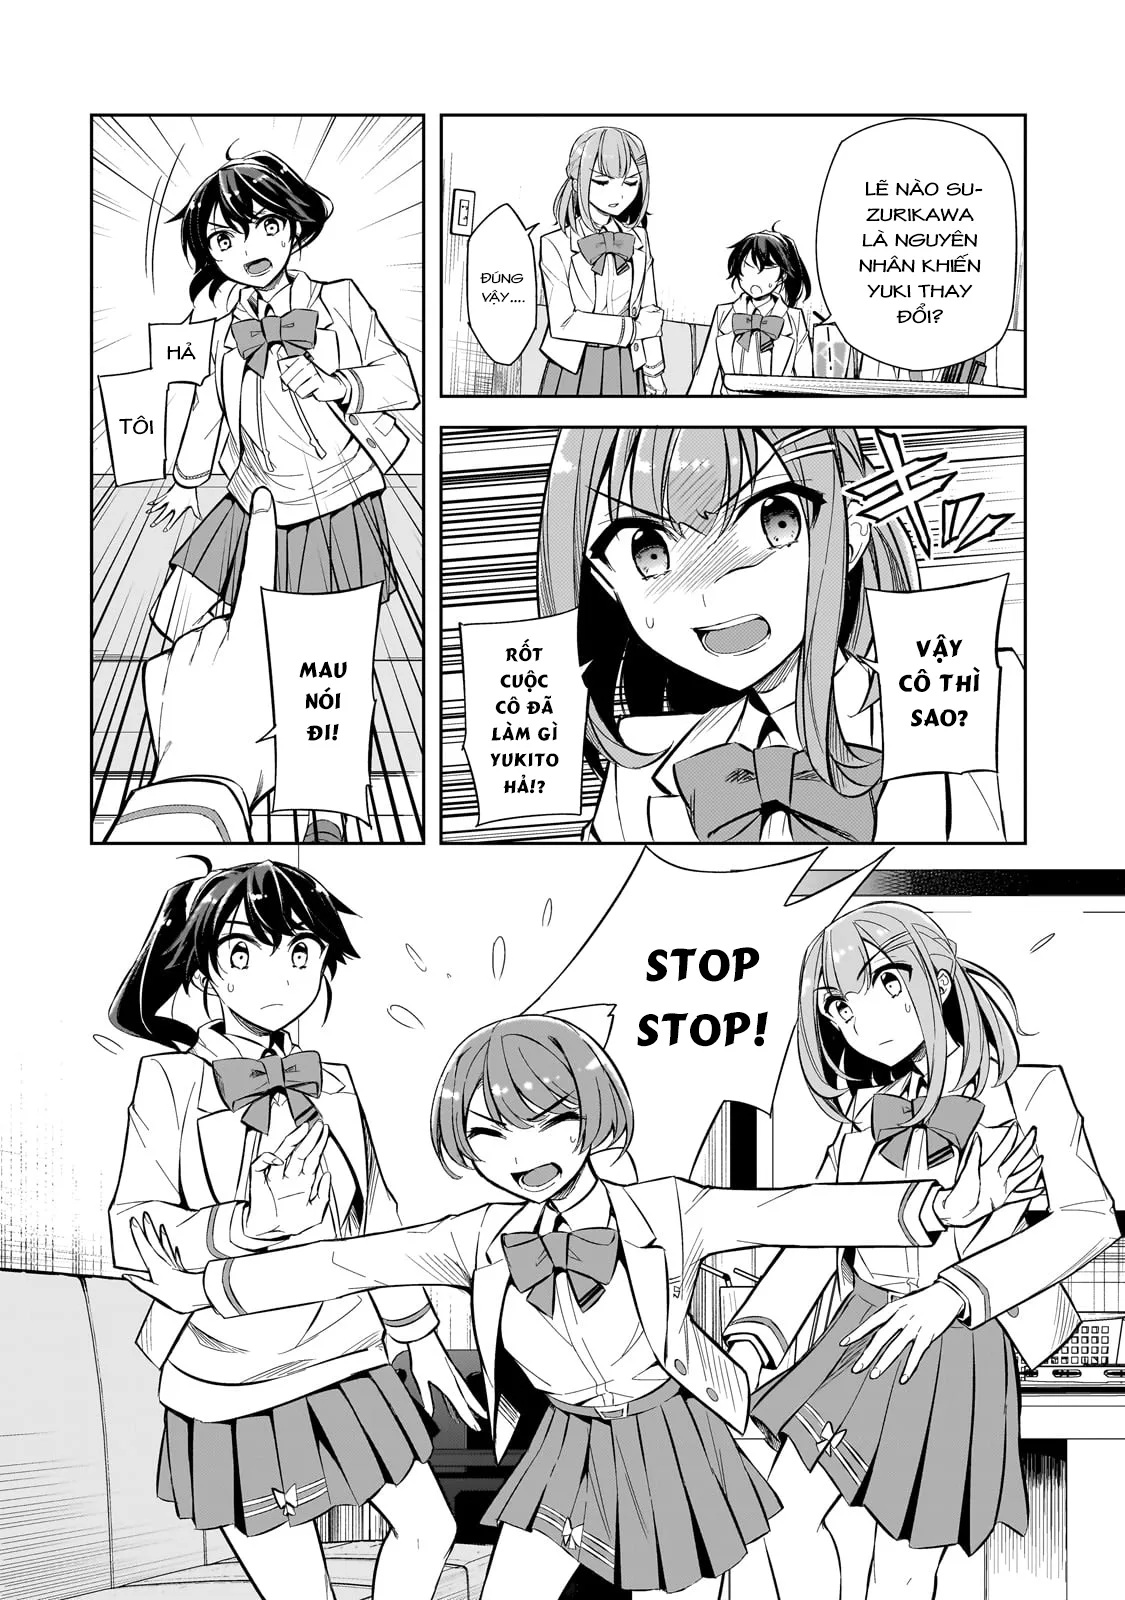 LẼ NÀO SU-
ZURIKAWA
LÀ NGUYÊN
NHÂN KHIẾN
YUKI THAY
ĐỔI?
ĐÚNG
VẬY....
VẬY
CÔ THÌ
SAO?
RỐT
CUỘC
CÔ ĐÃ
LÀM GÌ
YUKITO
HẢ!?
HẢ
TÔI
MAU
NÓI
ĐI!
STOP
STOP!